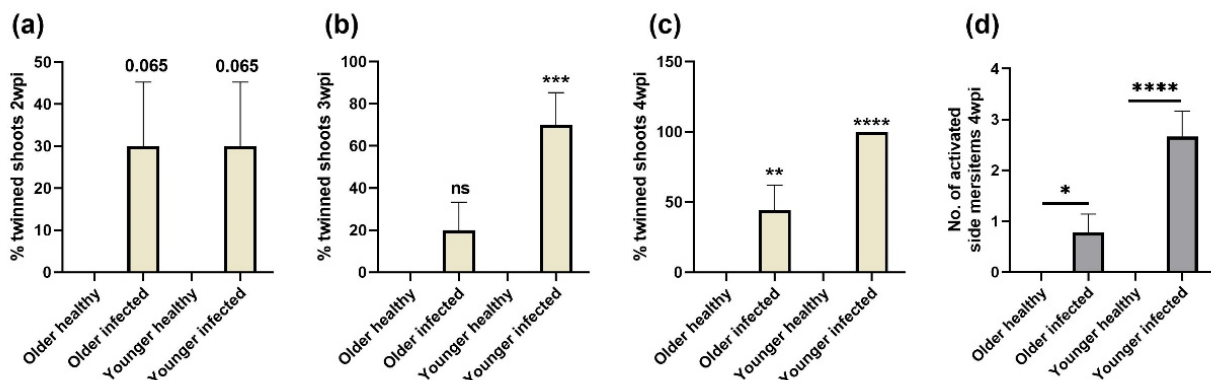 (a)
% twinned shoots 2wpi
50
40
30
20
10
0
0.065
0.065
Older healthy
Older infected
Younger healthy
Younger infected
(b)
% twinned shoots 3wpi
100
80
60
40
20
0
ns
***
Older healthy
Older infected
Younger healthy
Younger infected
(c)
% twinned shoots 4wpi
150
100
50
0
**
****
Older healthy
Older infected
Younger healthy
Younger infected
(d)
No. of activated
side mersitems 4wpi
4
3
2
1
0
*
****
Older healthy
Older infected
Younger healthy
Younger infected